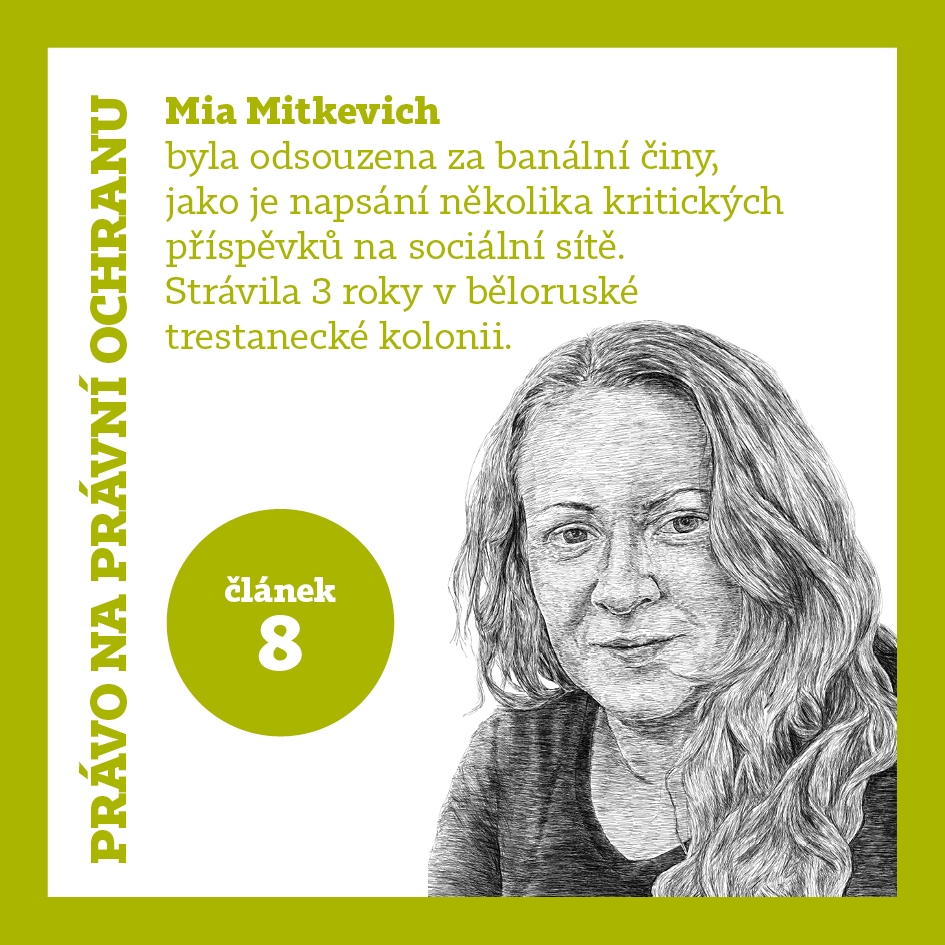 PRÁVO NA PRÁVNÍ OCHRANU
Mia Mitkevich
byla odsouzena za banální činy,
jako je napsání několika kritických
příspěvků na sociální sítě.
Strávila 3 roky v běloruské
trestanecké kolonii.
článek
8